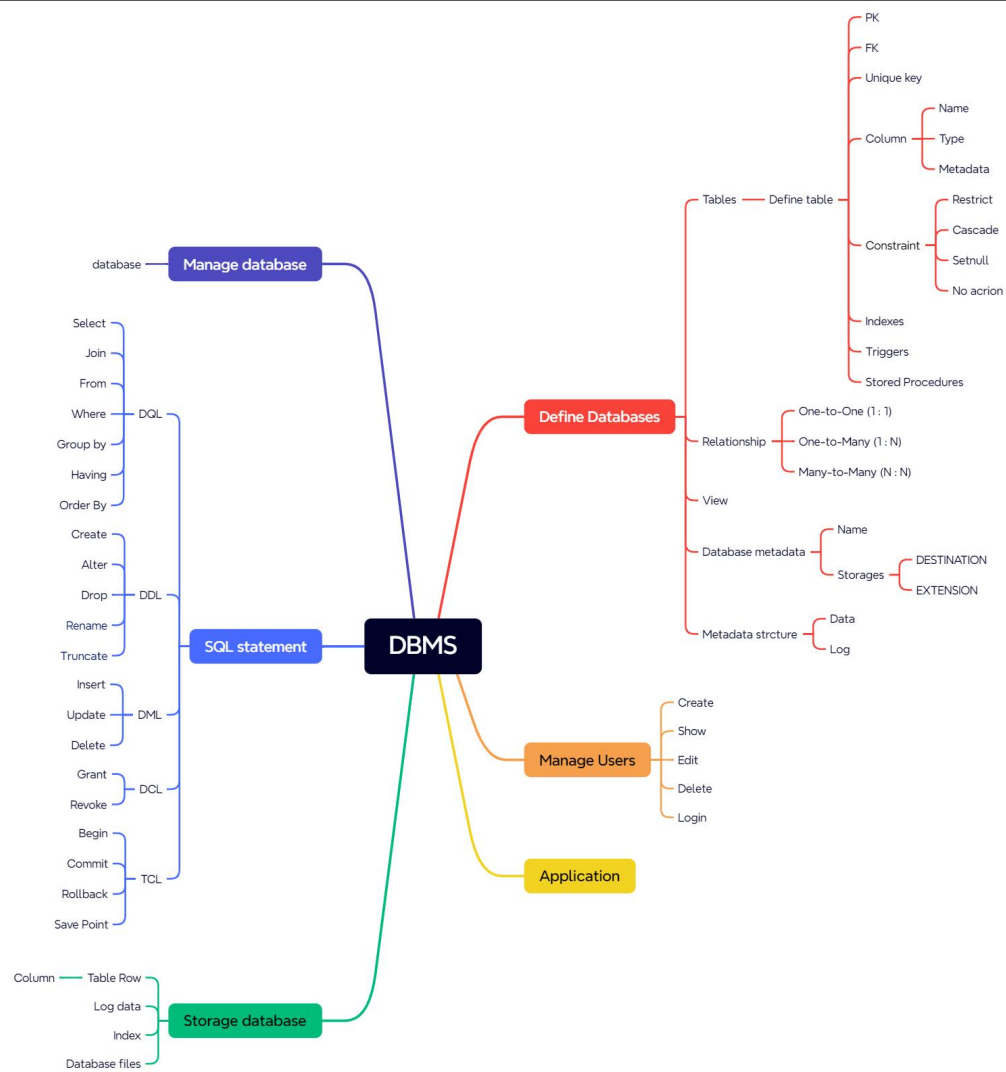 DBMS
Define Databases
Tables
Define table
PK
FK
Unique key
Column
Name
Type
Metadata
Constraint
Restrict
Cascade
Setnull
No acrion
Indexes
Triggers
Stored Procedures
Relationship
One-to-One (1 : 1)
One-to-Many (1 : N)
Many-to-Many (N : N)
View
Database metadata
Name
Storages
DESTINATION
EXTENSION
Metadata strcture
Data
Log
Manage Users
Create
Show
Edit
Delete
Login
Application
Manage database
database
SQL statement
DQL
Select
Join
From
Where
Group by
Having
Order By
DDL
Create
Alter
Drop
Rename
Truncate
DML
Insert
Update
Delete
DCL
Grant
Revoke
TCL
Begin
Commit
Rollback
Save Point
Storage database
Table Row
Column
Log data
Index
Database files